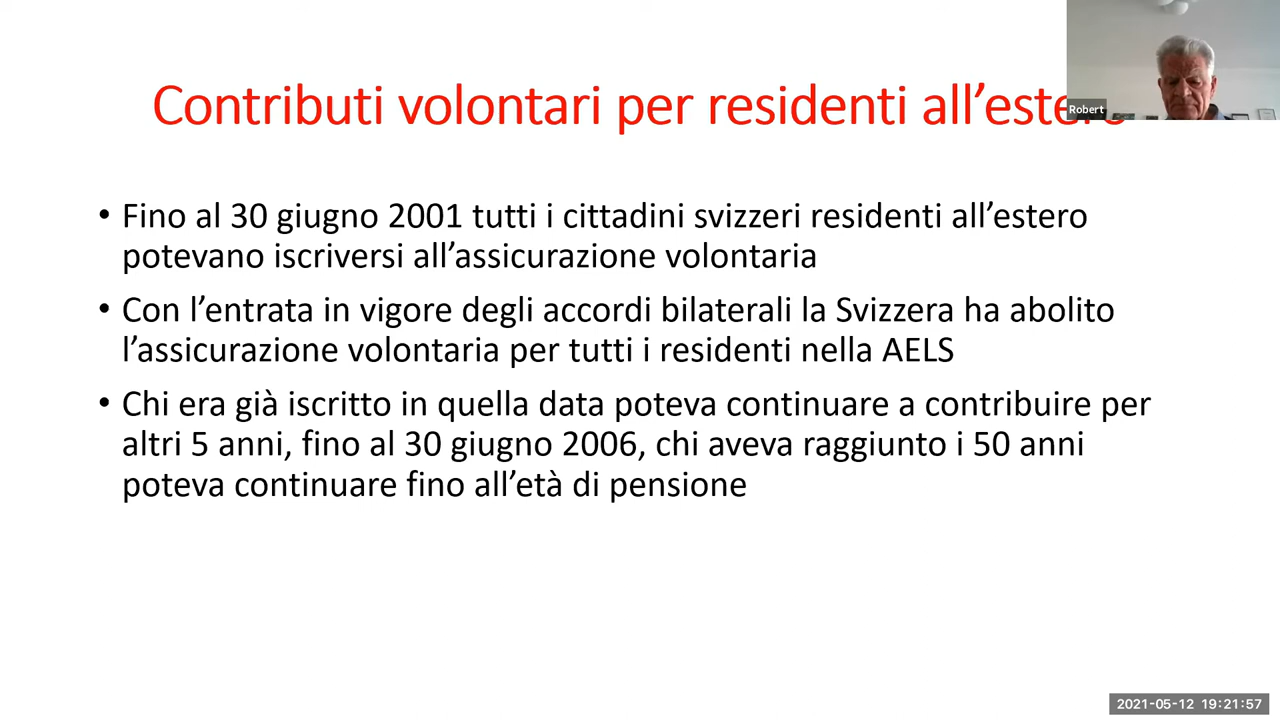 Contributi volontari per residenti all’estero
Robert
• Fino al 30 giugno 2001 tutti i cittadini svizzeri residenti all’estero
potevano iscriversi all’assicurazione volontaria
• Con l’entrata in vigore degli accordi bilaterali la Svizzera ha abolito
l’assicurazione volontaria per tutti i residenti nella AELS
• Chi era già iscritto in quella data poteva continuare a contribuire per
altri 5 anni, fino al 30 giugno 2006, chi aveva raggiunto i 50 anni
poteva continuare fino all’età di pensione
2021-05-12 19:21:57